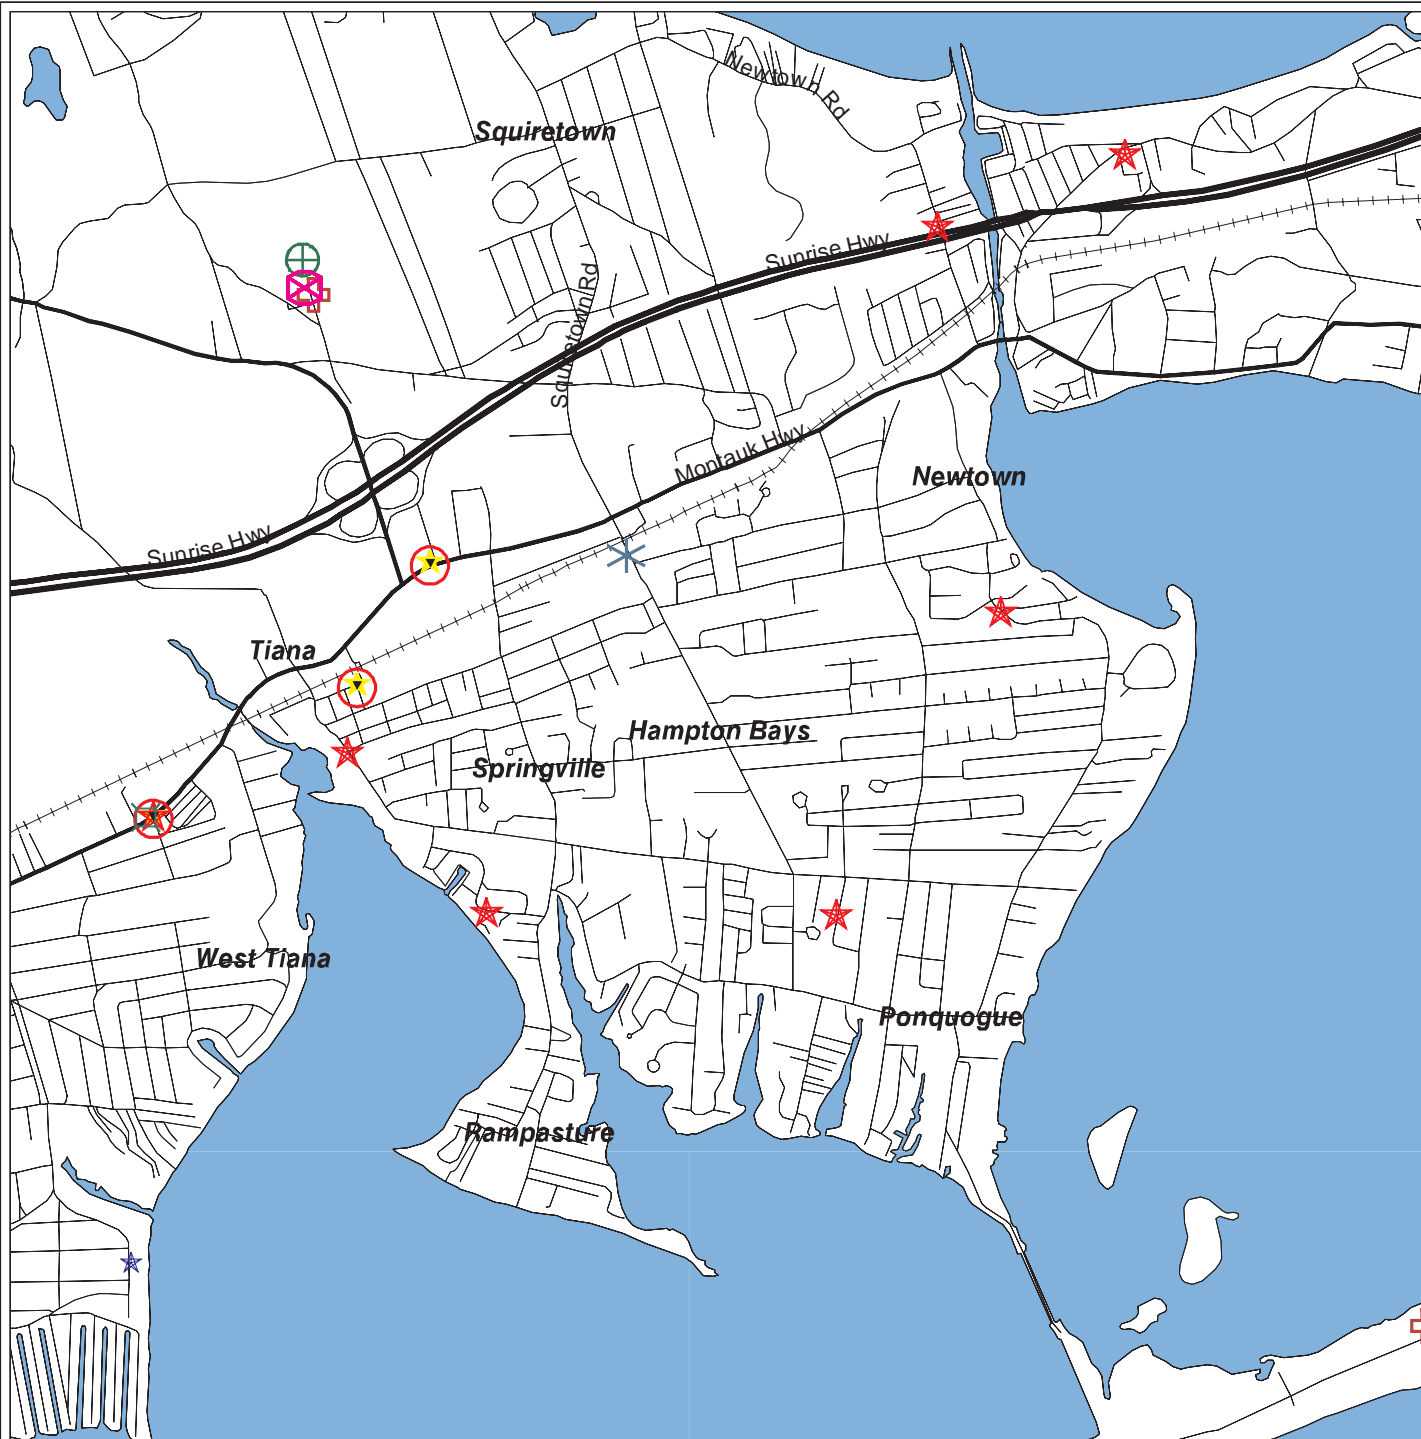 Newtown Rd
Squiretown
Sunrise Hwy
Squiretown Rd
Montauk Hwy
Newtown
Sunrise Hwy
Tiana
Hampton Bays
Springville
West Tiana
Ponquogue
Rampasture